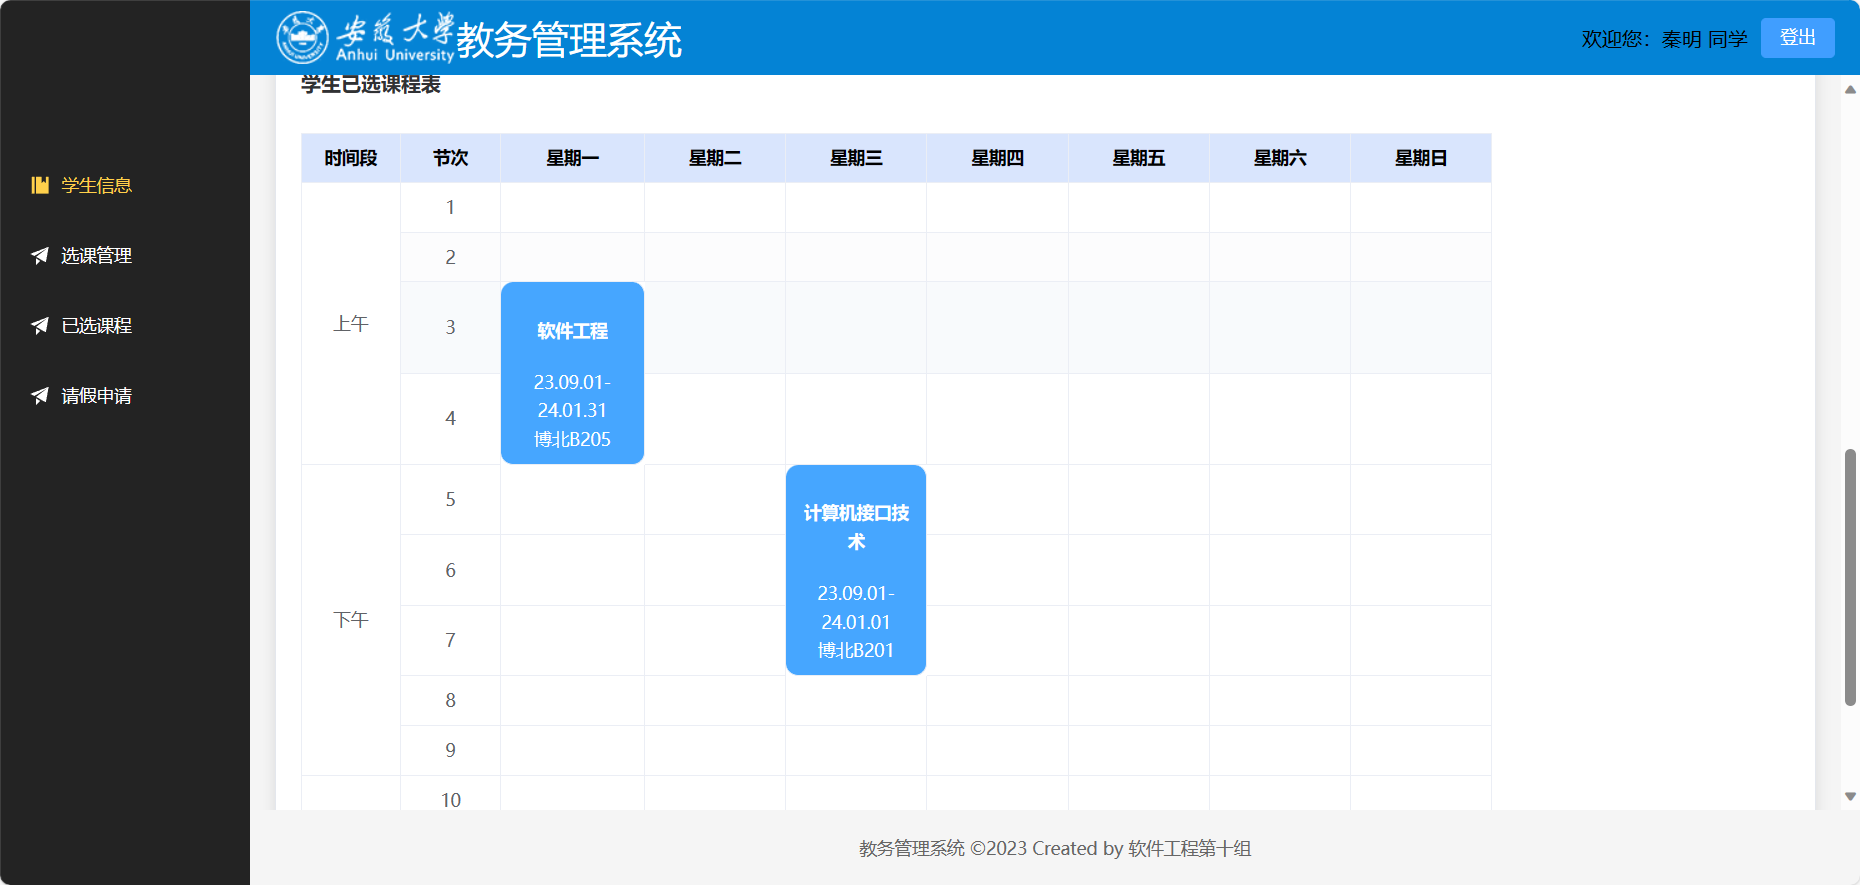 安徽大学
Anhui University
教务管理系统
欢迎您：秦明 同学
登出
学生信息
选课管理
已选课程
请假申请
学生已选课程表
时间段 节次 星期一 星期二 星期三 星期四 星期五 星期六 星期日
上午
1
2
3
4
软件工程
23.09.01-
24.01.31
博北B205
下午
5
6
7
8
9
计算机接口技
术
23.09.01-
24.01.01
博北B201
10
教务管理系统 ©2023 Created by 软件工程第十组